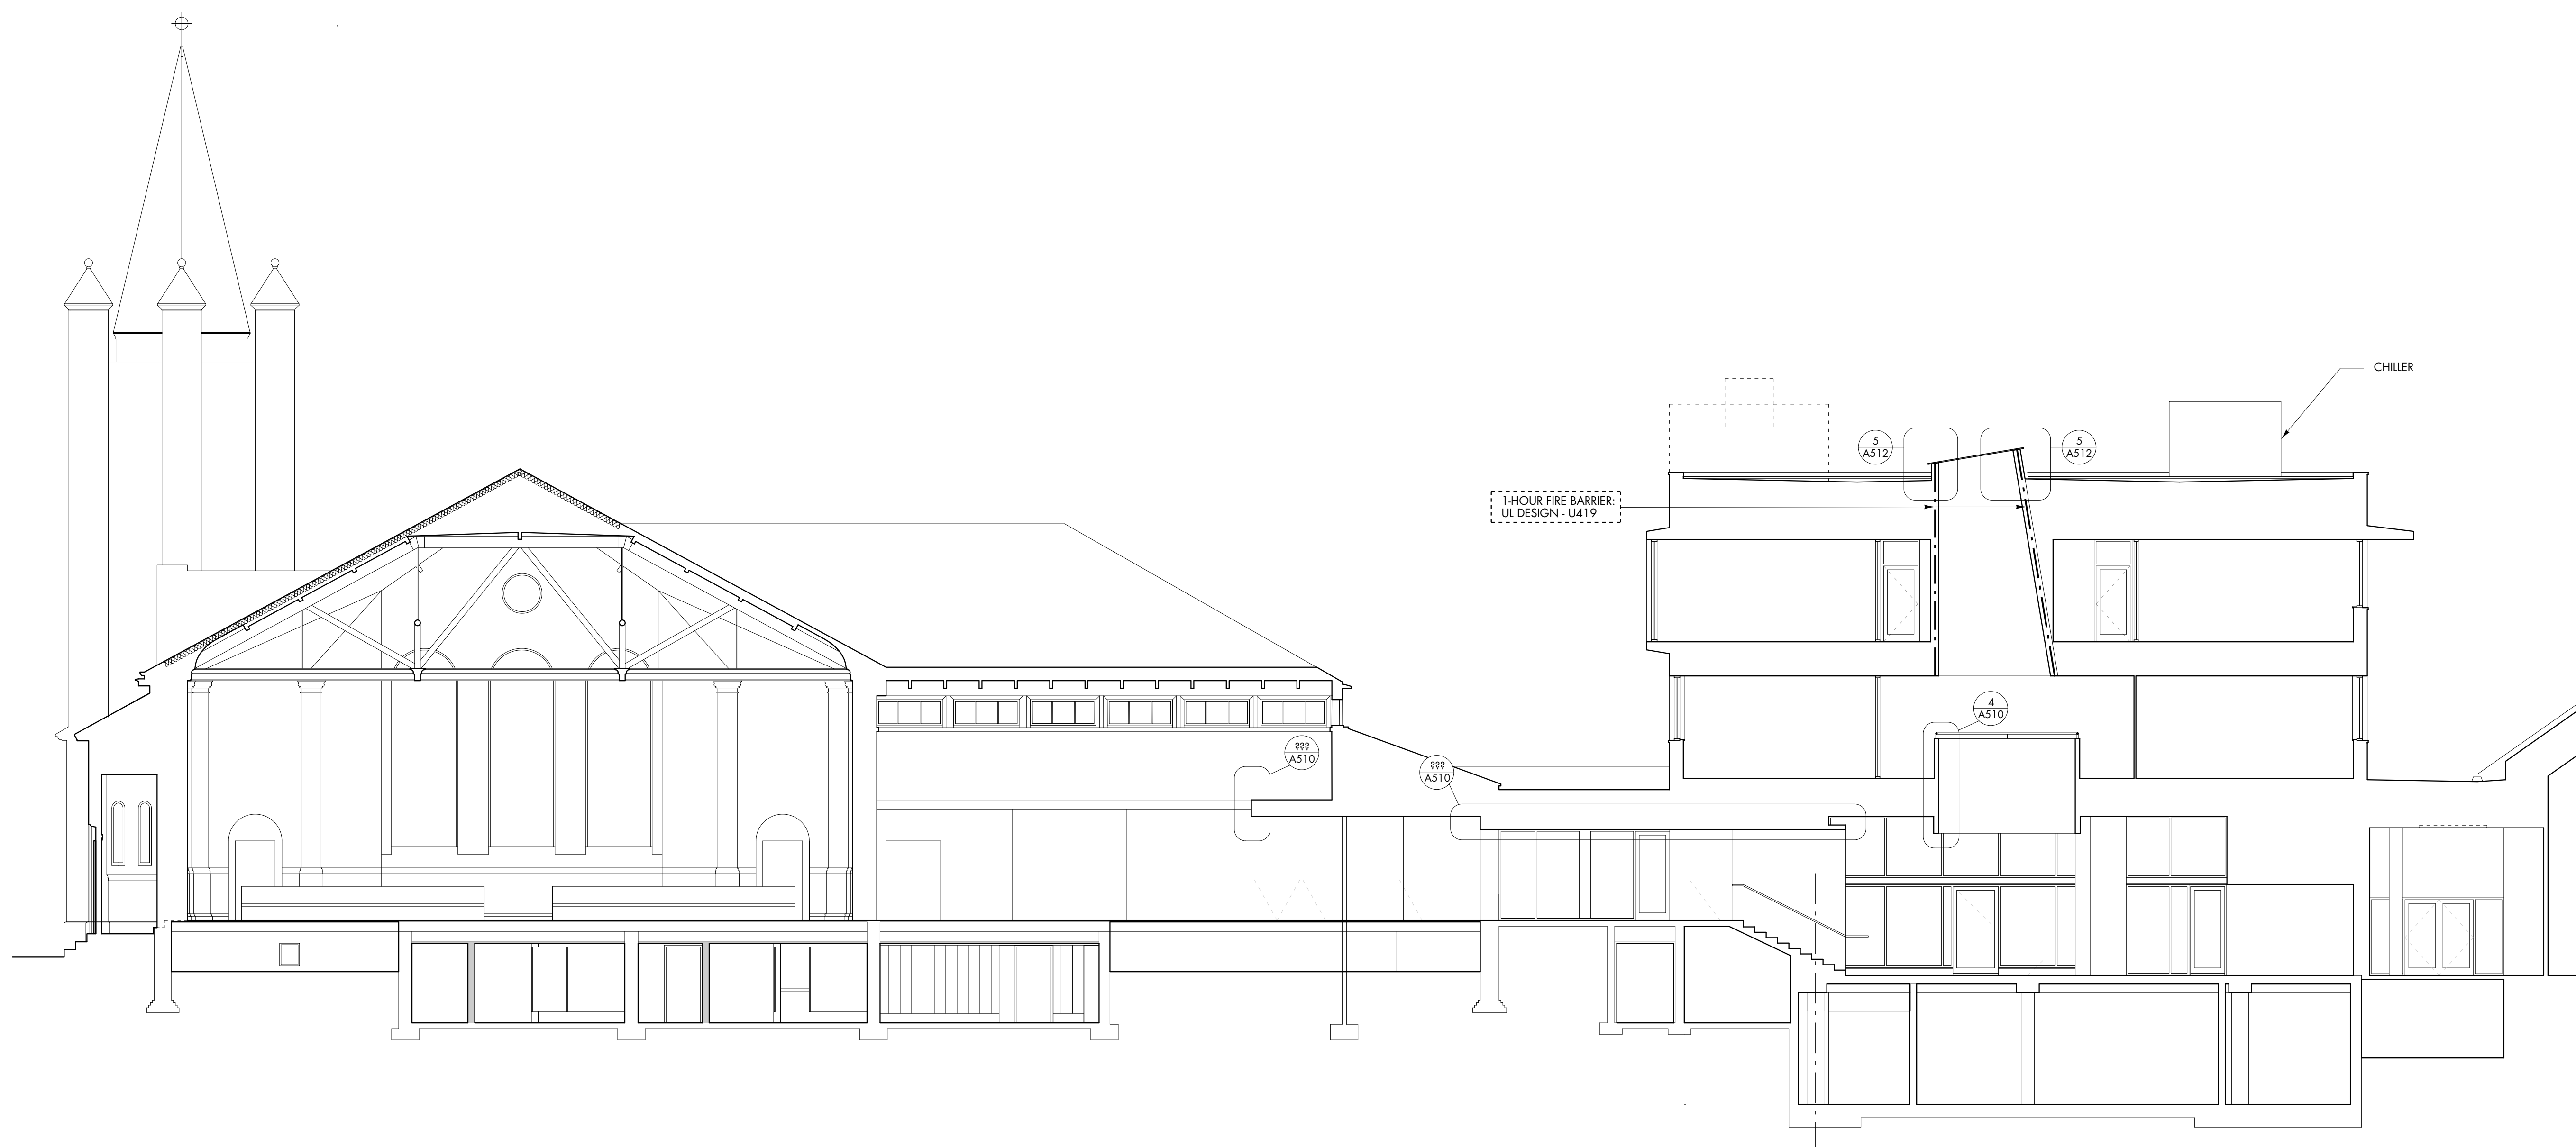 CHILLER
5
A512
5
A512
1-HOUR FIRE BARRIER:
UL DESIGN - U419
4
A510
???
A510
???
A510